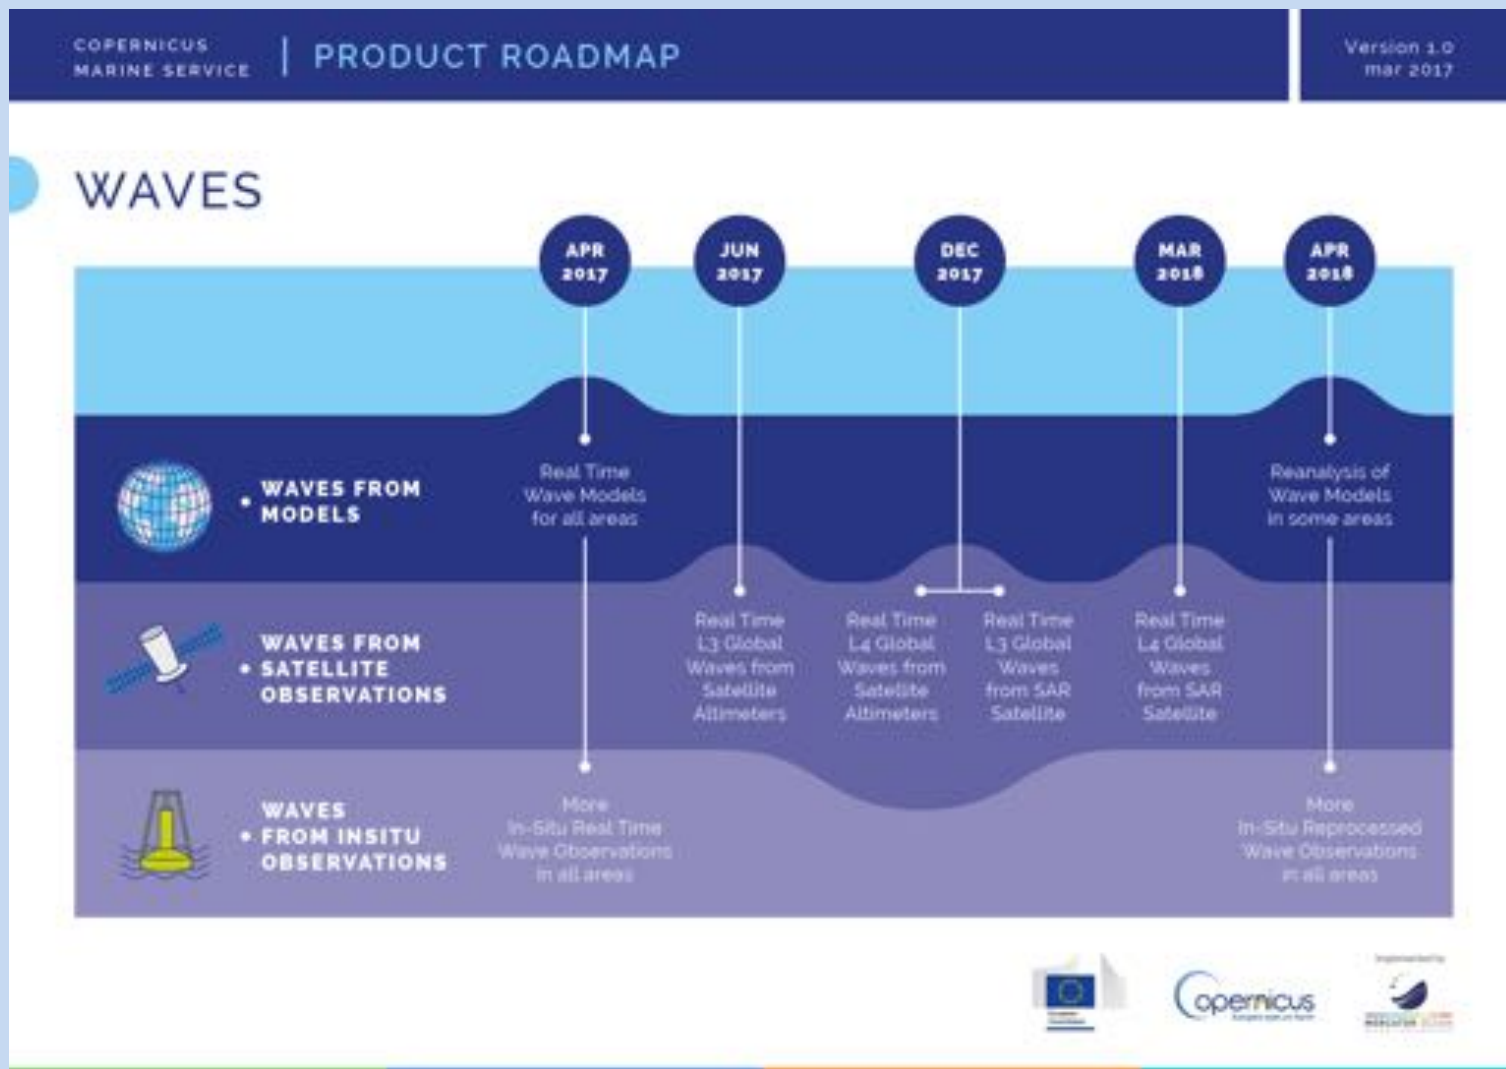 COPERNICUS
MARINE SERVICE
PRODUCT ROADMAP
Version 1.0
mar 2017
WAVES
APR
2017
JUN
2017
DEC
2017
MAR
2018
APR
2018
WAVES FROM
MODELS
Real Time
Wave Models
for all areas
Reanalysis of
Wave Models
in some areas
WAVES FROM
SATELLITE
OBSERVATIONS
Real Time
L3 Global
Waves from
Satellite
Altimeters
Real Time
L4 Global
Waves from
Satellite
Altimeters
Real Time
L3 Global
Waves
from SAR
Satellite
Real Time
L4 Global
Waves
from SAR
Satellite
WAVES
FROM INSITU
OBSERVATIONS
More
In-Situ Real Time
Wave Observations
in all areas
More
In-Situ Reprocessed
Wave Observations
in all areas
opernicus
Implemented by
MERCATOR OCEAN